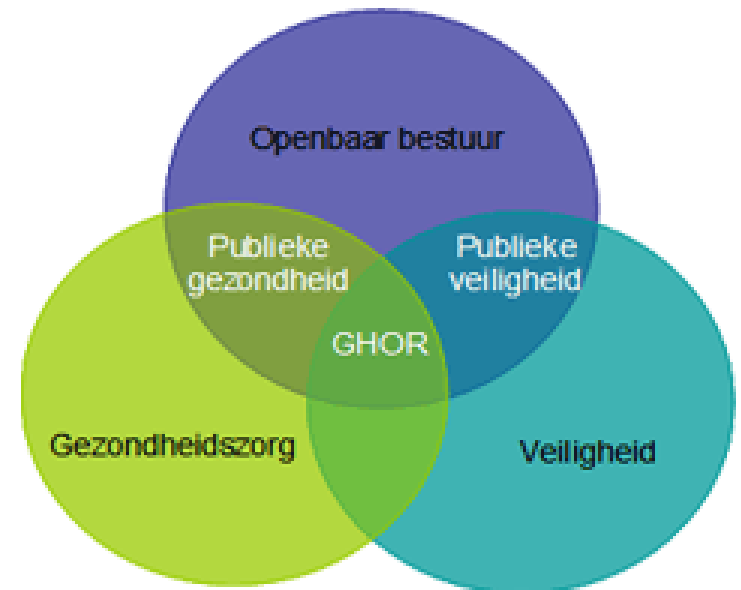 Openbaar bestuur
Publieke
gezondheid
Publieke
veiligheid
GHOR
Gezondheidszorg
Veiligheid